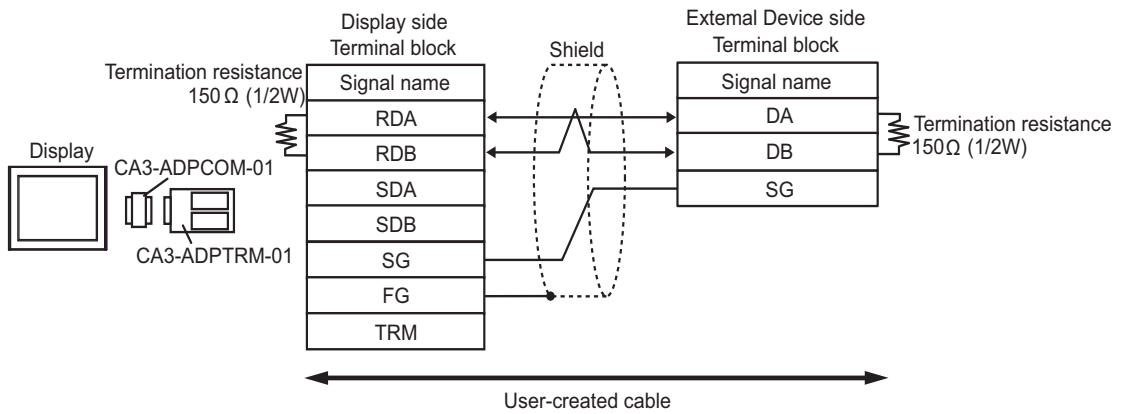 Display side
Terminal block
External Device side
Terminal block
Shield
Termination resistance
150Ω (1/2W)
Signal name
RDA
RDB
SDA
SDB
SG
FG
TRM
Signal name
DA
DB
SG
Termination resistance
150Ω (1/2W)
Display
CA3-ADPCOM-01
CA3-ADPTRM-01
User-created cable